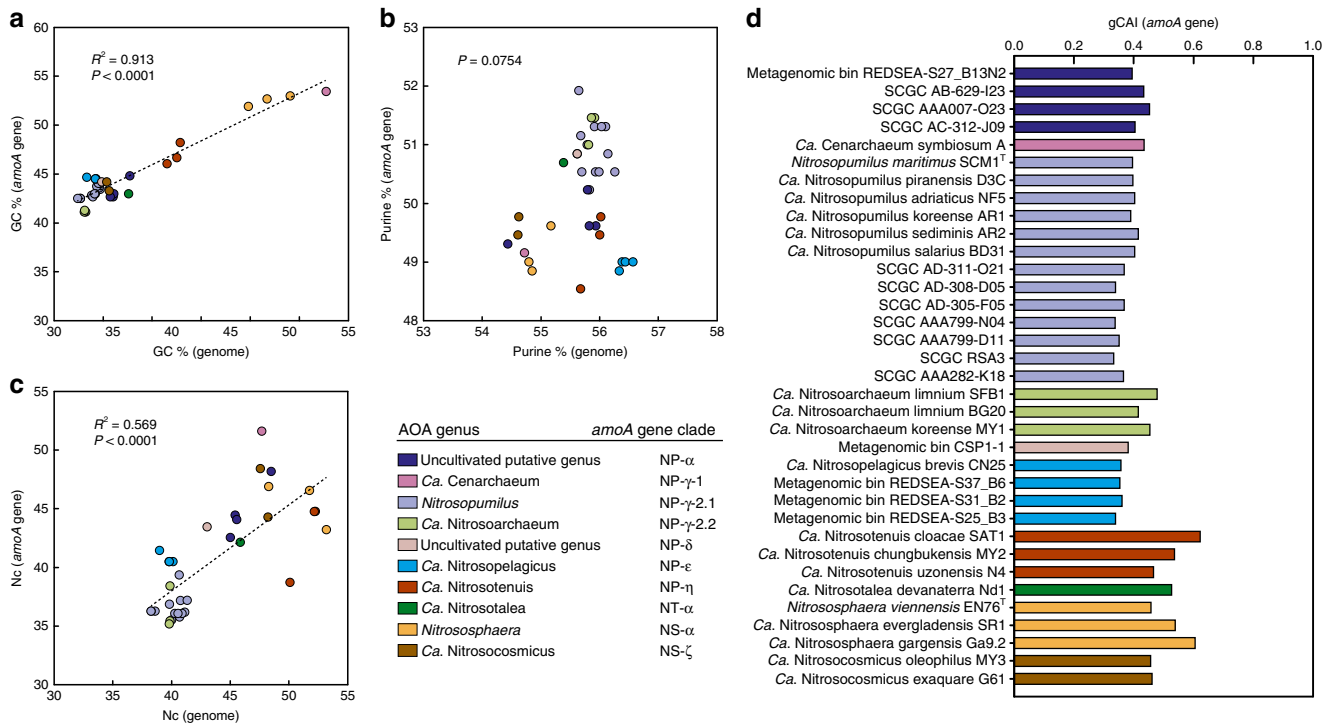 a
60
55
50
45
40
35
30
GC % (amoA gene)
R² = 0.913
P < 0.0001
30
35
40
45
50
55
GC % (genome)
b
53
52
51
50
49
48
Purine % (amoA gene)
P = 0.0754
53
54
55
56
57
58
Purine % (genome)
c
55
50
45
40
35
30
Nc (amoA gene)
R² = 0.569
P < 0.0001
30
35
40
45
50
55
Nc (genome)
AOA genus amoA gene clade
Uncultivated putative genus NP-α
Ca. Cenarchaeum NP-γ-1
Nitrosopumilus NP-γ-2.1
Ca. Nitrosoarchaeum NP-γ-2.2
Uncultivated putative genus NP-δ
Ca. Nitrosopelagicus NP-ε
Ca. Nitrosotenuis NP-η
Ca. Nitrosotalea NT-α
Nitrososphaera NS-α
Ca. Nitrosocosmicus NS-ζ
d
gCAI (amoA gene)
0.0 0.2 0.4 0.6 0.8 1.0
Metagenomic bin REDSEA-S27_B13N2
SCGC AB-629-I23
SCGC AAA007-O23
SCGC AC-312-J09
Ca. Cenarchaeum symbiosum A
Nitrosopumilus maritimus SCM1ᵀ
Ca. Nitrosopumilus piranensis D3C
Ca. Nitrosopumilus adriaticus NF5
Ca. Nitrosopumilus koreense AR1
Ca. Nitrosopumilus sediminis AR2
Ca. Nitrosopumilus salarius BD31
SCGC AD-311-O21
SCGC AD-308-D05
SCGC AD-305-F05
SCGC AAA799-N04
SCGC AAA799-D11
SCGC RSA3
SCGC AAA282-K18
Ca. Nitrosoarchaeum limnium SFB1
Ca. Nitrosoarchaeum limnium BG20
Ca. Nitrosoarchaeum koreense MY1
Metagenomic bin CSP1-1
Ca. Nitrosopelagicus brevis CN25
Metagenomic bin REDSEA-S37_B6
Metagenomic bin REDSEA-S31_B2
Metagenomic bin REDSEA-S25_B3
Ca. Nitrosotenuis cloacae SAT1
Ca. Nitrosotenuis chungbukensis MY2
Ca. Nitrosotenuis uzonensis N4
Ca. Nitrosotalea devanaterra Nd1
Nitrososphaera viennensis EN76ᵀ
Ca. Nitrososphaera evergladensis SR1
Ca. Nitrososphaera gargensis Ga9.2
Ca. Nitrosocosmicus oleophilus MY3
Ca. Nitrosocosmicus exaquare G61